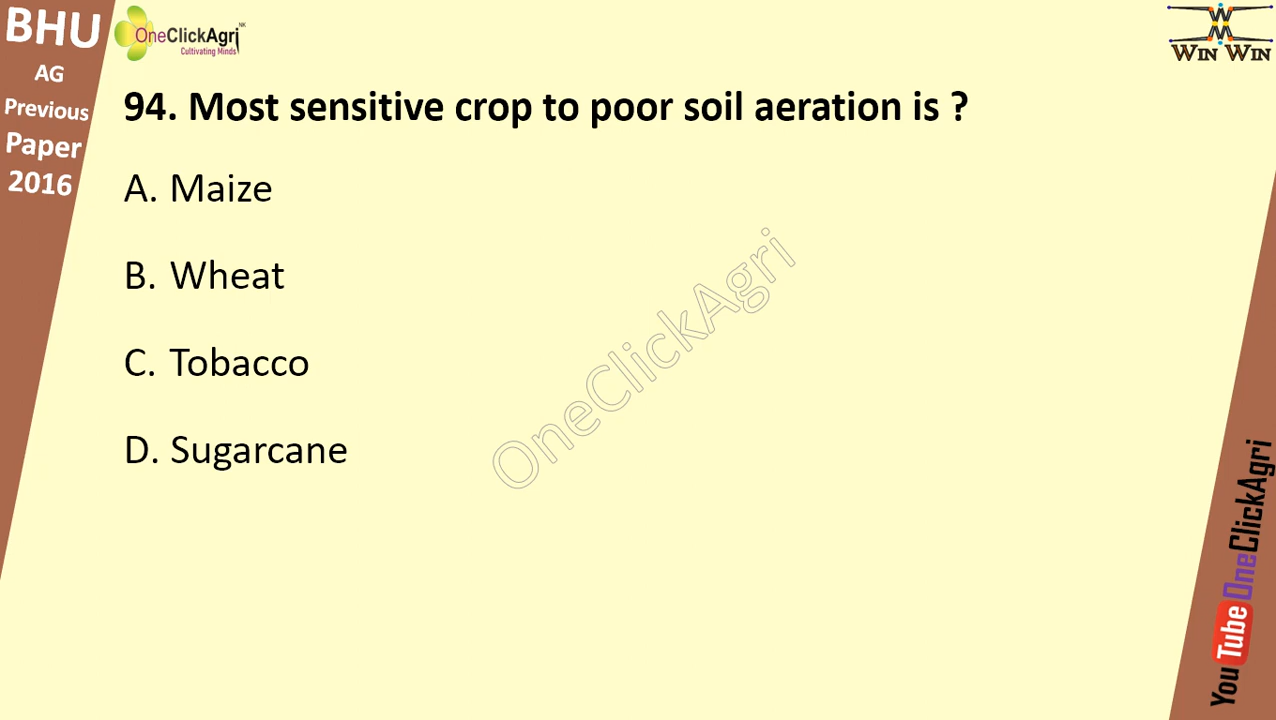 BHU
AG
Previous
Paper
2016
OneClickAgri
NK
Cultivating Minds
WIN WIN
94. Most sensitive crop to poor soil aeration is ?
A. Maize
B. Wheat
C. Tobacco
D. Sugarcane
OneClickAgri
YouTube OneClickAgri